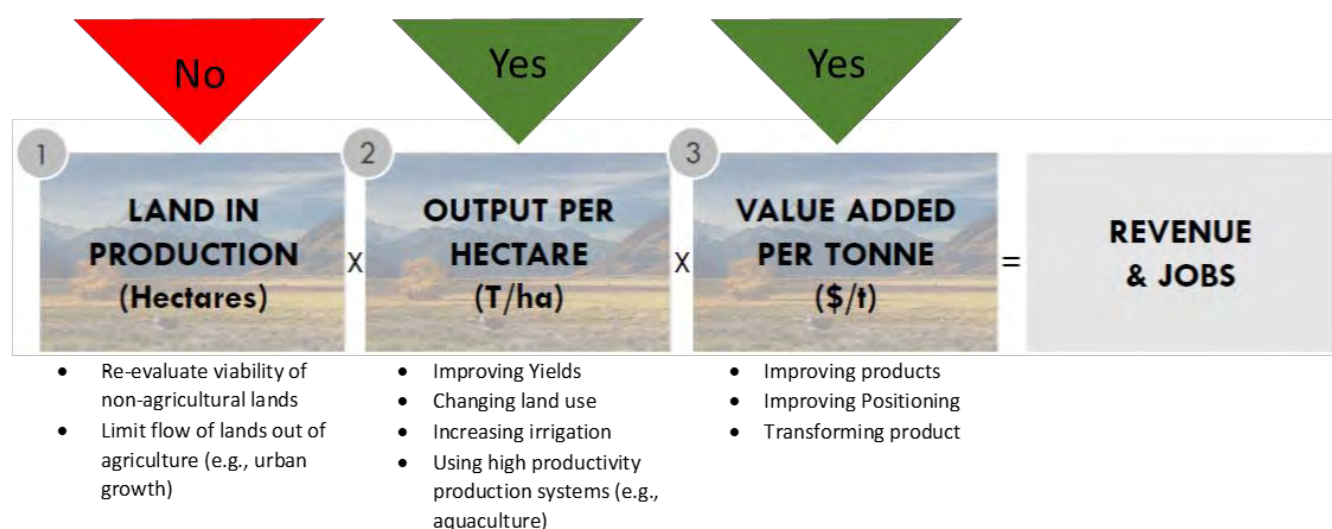 No
Yes
Yes
1
LAND IN
PRODUCTION
(Hectares)
x
2
OUTPUT PER
HECTARE
(T/ha)
x
3
VALUE ADDED
PER TONNE
($/t)
=
REVENUE
& JOBS
• Re-evaluate viability of
non-agricultural lands
• Limit flow of lands out of
agriculture (e.g., urban
growth)
• Improving Yields
• Changing land use
• Increasing irrigation
• Using high productivity
production systems (e.g.,
aquaculture)
• Improving products
• Improving Positioning
• Transforming product